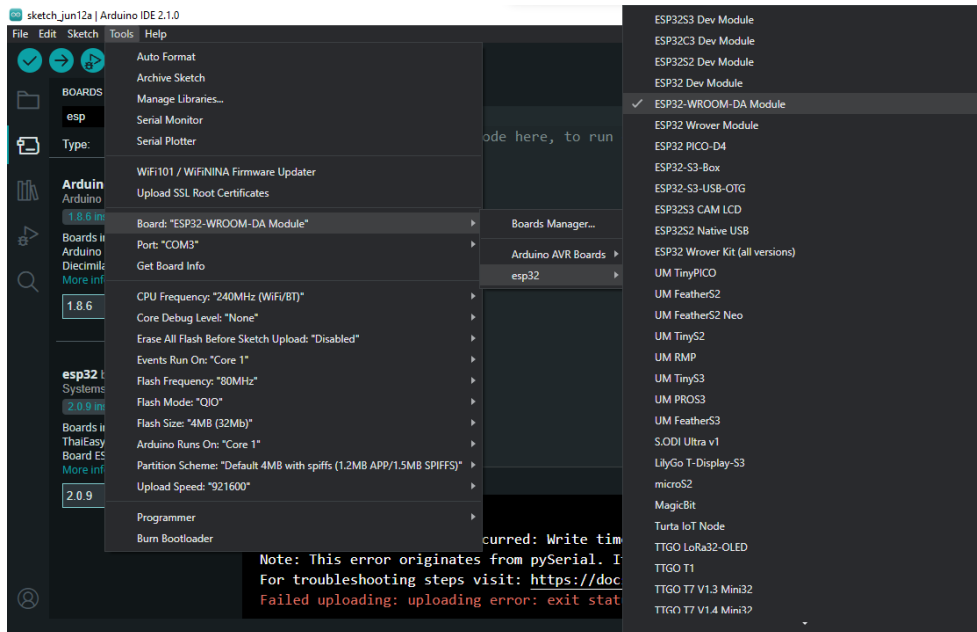 sketch_jun12a | Arduino IDE 2.1.0
File Edit Sketch Tools Help
BOARDS
esp
Type:
Arduin
Arduino
1.8.6 in
Boards i
Arduino
Diecimila
More inf
1.8.6
esp32 b
Systems
2.0.9 in
Boards i
ThaiEasy
Board ES
More inf
2.0.9
Auto Format
Archive Sketch
Manage Libraries...
Serial Monitor
Serial Plotter
WiFi101 / WiFiNINA Firmware Updater
Upload SSL Root Certificates
Board: "ESP32-WROOM-DA Module"
Port: "COM3"
Get Board Info
CPU Frequency: "240MHz (WiFi/BT)"
Core Debug Level: "None"
Erase All Flash Before Sketch Upload: "Disabled"
Events Run On: "Core 1"
Flash Frequency: "80MHz"
Flash Mode: "QIO"
Flash Size: "4MB (32Mb)"
Arduino Runs On: "Core 1"
Partition Scheme: "Default 4MB with spiffs (1.2MB APP/1.5MB SPIFFS)"
Upload Speed: "921600"
Programmer
Burn Bootloader
Boards Manager...
Arduino AVR Boards
esp32
ode here, to run
ESP32S3 Dev Module
ESP32C3 Dev Module
ESP32S2 Dev Module
ESP32 Dev Module
ESP32-WROOM-DA Module
ESP32 Wrover Module
ESP32 PICO-D4
ESP32-S3-Box
ESP32-S3-USB-OTG
ESP32S3 CAM LCD
ESP32S2 Native USB
ESP32 Wrover Kit (all versions)
UM TinyPICO
UM FeatherS2
UM FeatherS2 Neo
UM TinyS2
UM RMP
UM TinyS3
UM PROS3
UM FeatherS3
S.ODI Ultra v1
LilyGo T-Display-S3
microS2
MagicBit
Turta IoT Node
TTGO LoRa32-OLED
TTGO T1
TTGO T7 V1.3 Mini32
TTGO T7 V1.4 Mini32
curred: Write tim
Note: This error originates from pySerial. I
For troubleshooting steps visit: https://doc
Failed uploading: uploading error: exit stat